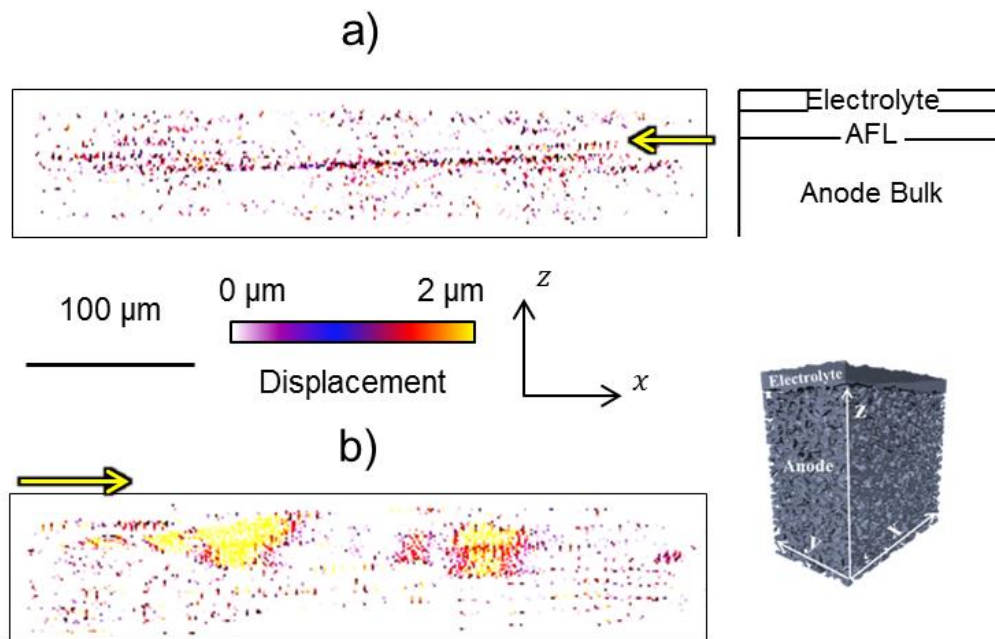 a)
Electrolyte
AFL
Anode Bulk
100 μm
0 μm
2 μm
Displacement
z
x
b)
Electrolyte
z
Anode
y
x